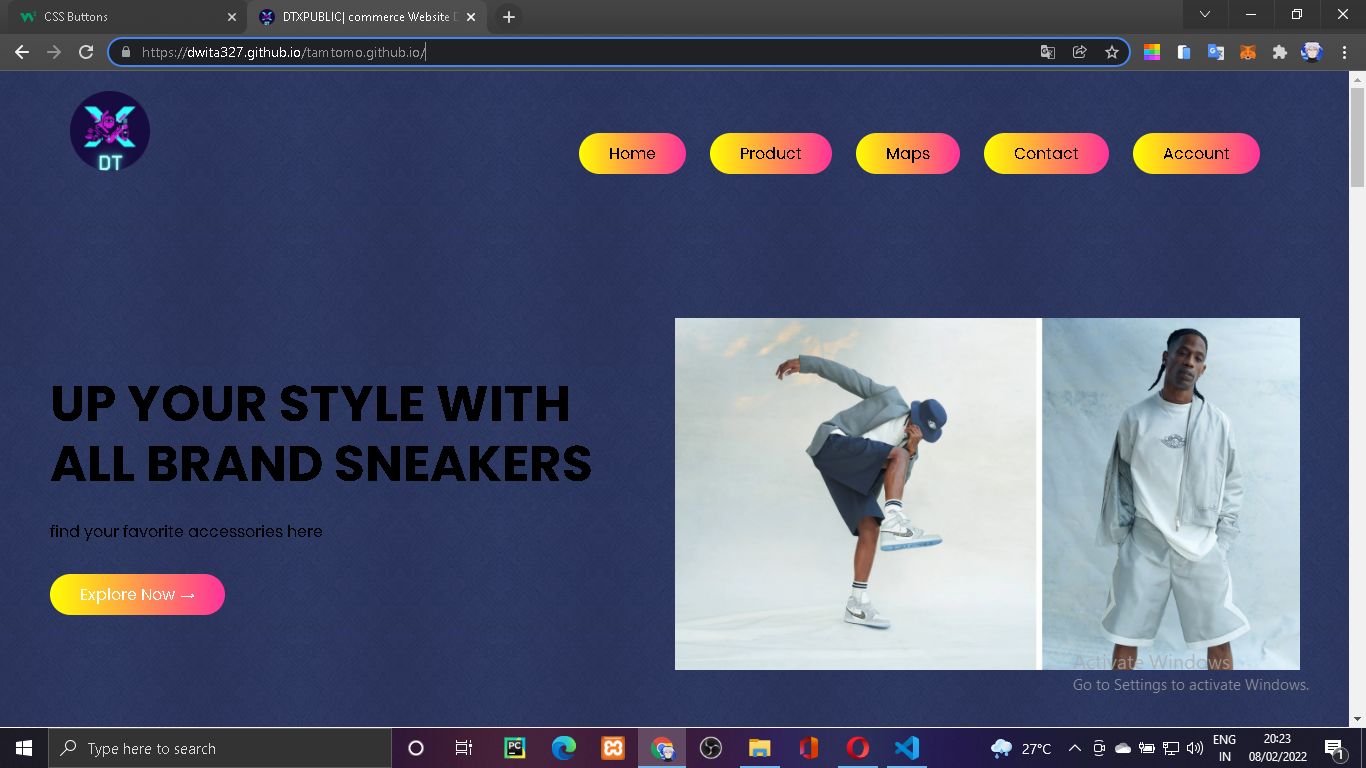 CSS Buttons
DTXPUBLIC| commerce Website D
https://dwita327.github.io/tamtomo.github.io/
DT
Home
Product
Maps
Contact
Account
UP YOUR STYLE WITH
ALL BRAND SNEAKERS
find your favorite accessories here
Explore Now →
Activate Windows
Go to Settings to activate Windows.
Type here to search
PC
27°C
ENG
IN
20:23
08/02/2022
1